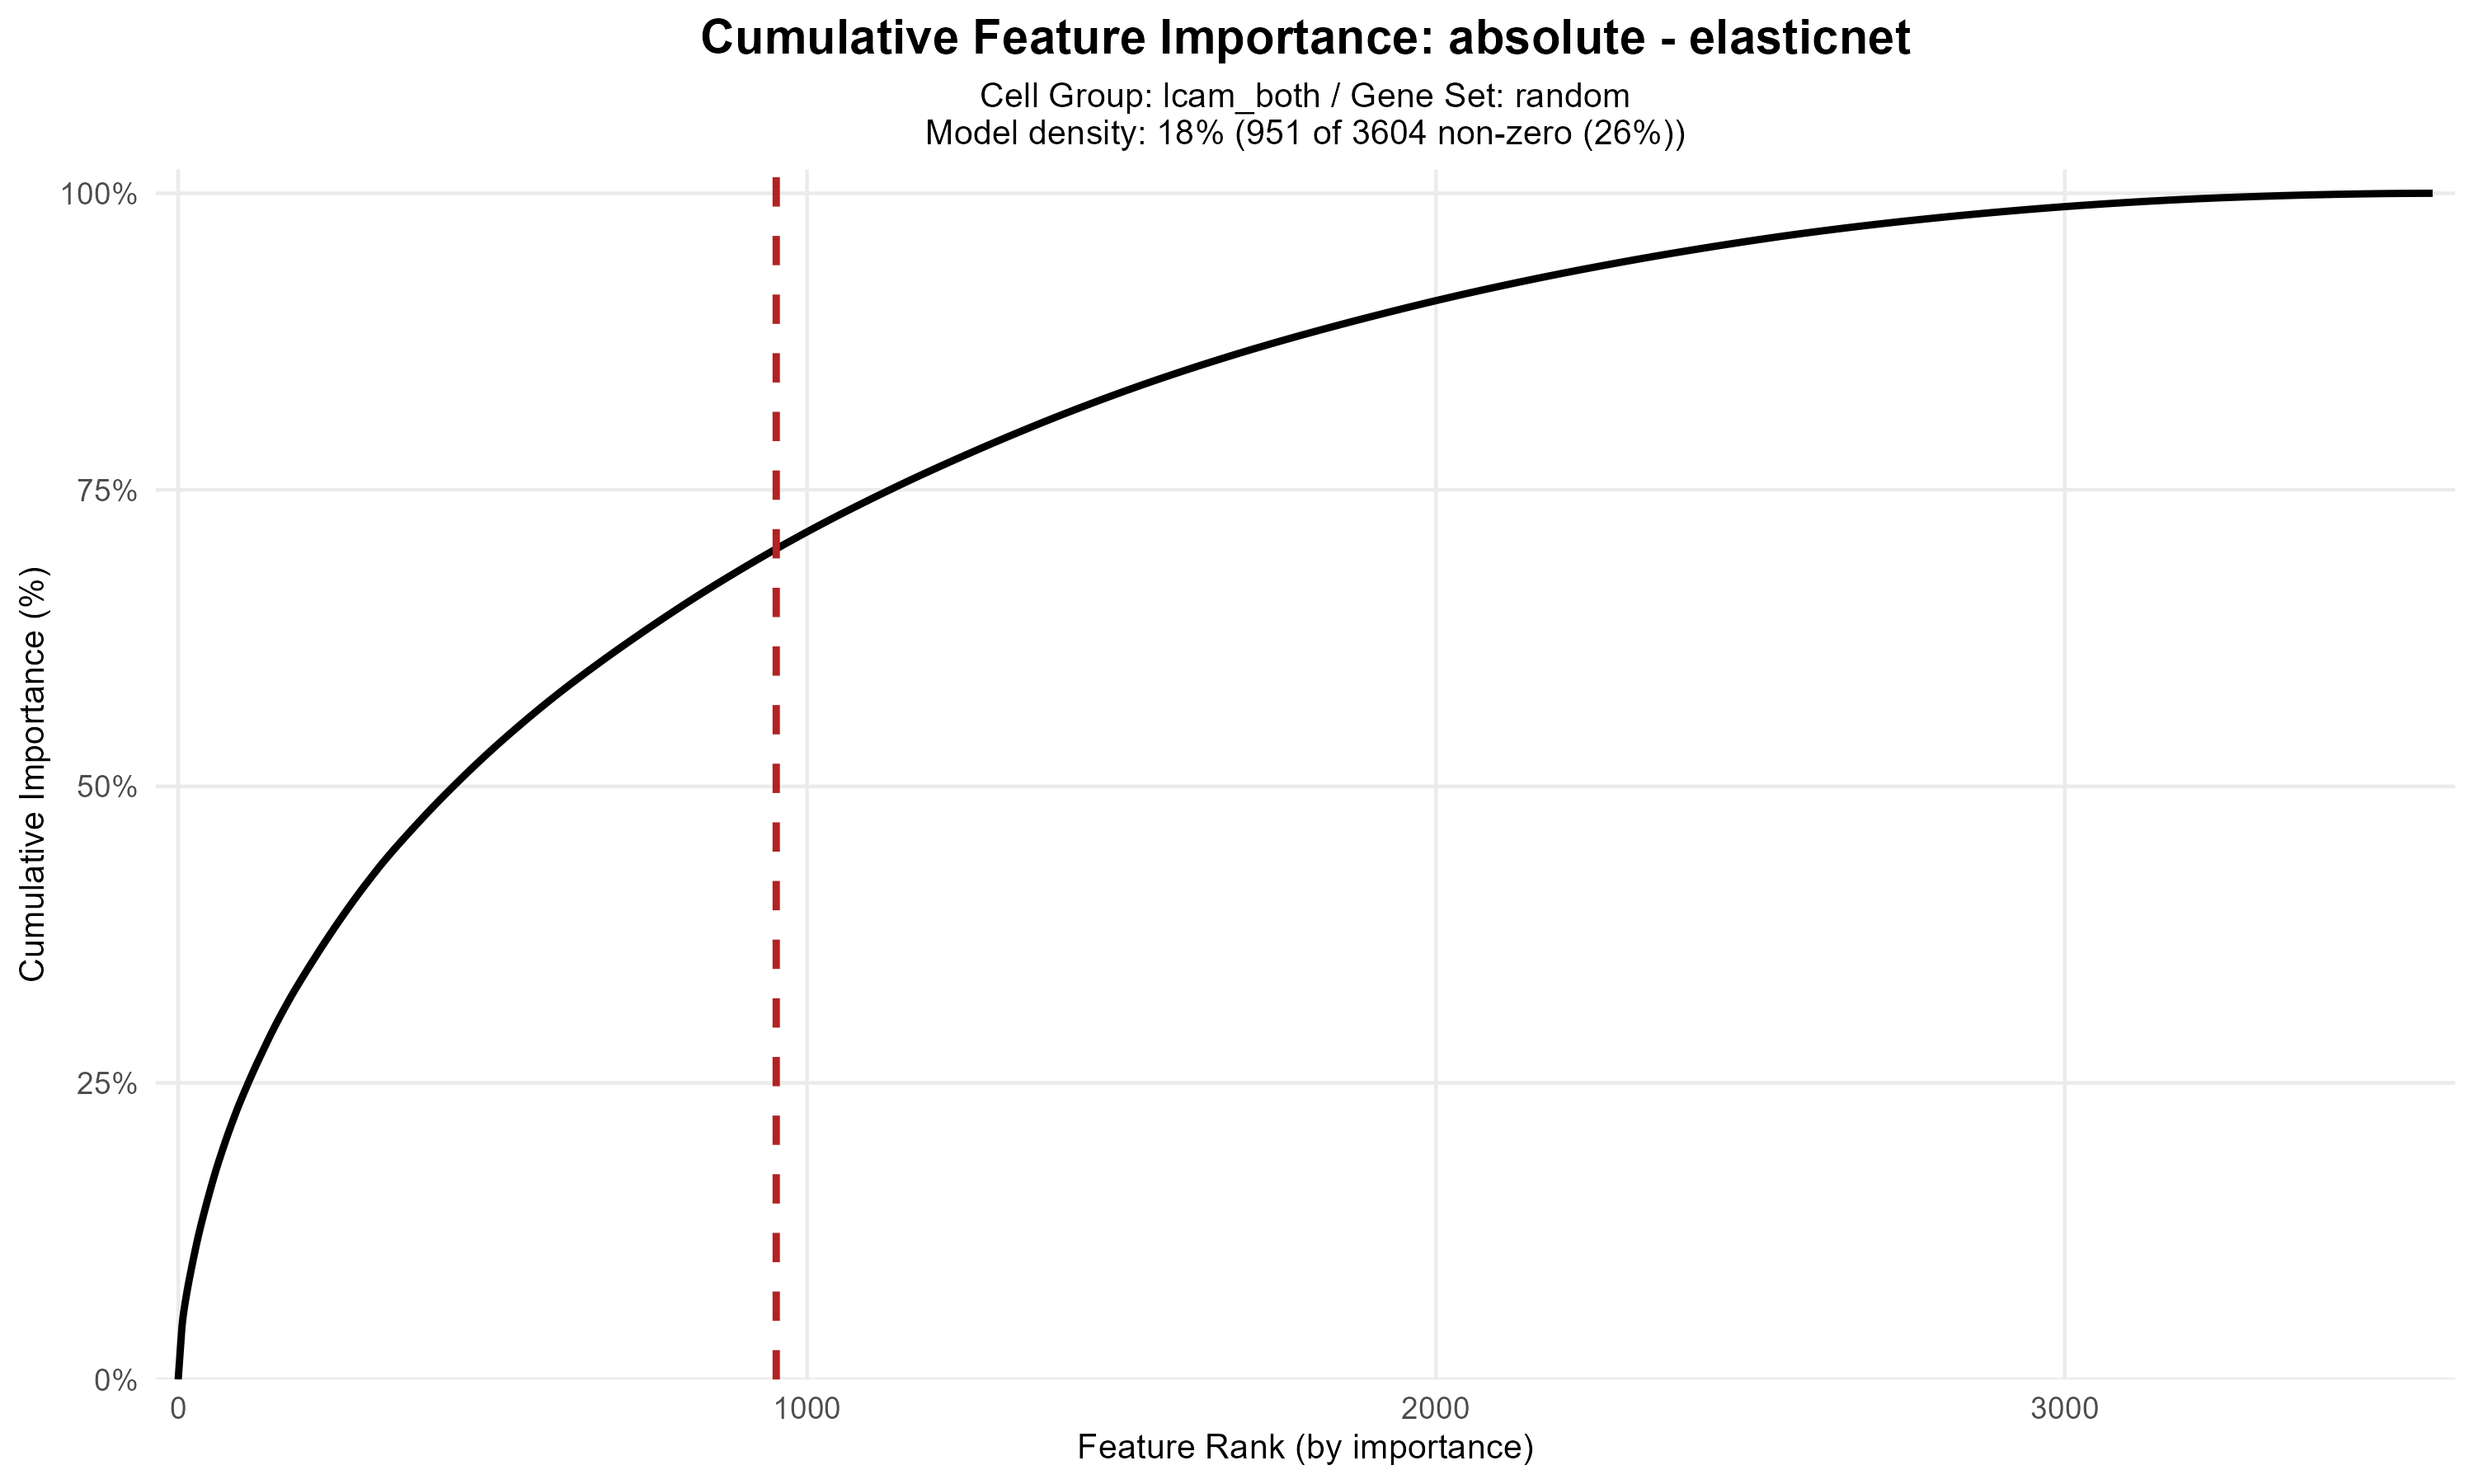 Cumulative Feature Importance: absolute - elasticnet
Cell Group: Icam_both / Gene Set: random
Model density: 18% (951 of 3604 non-zero (26%))
Cumulative Importance (%)
100%
75%
50%
25%
0%
0
1000
2000
3000
Feature Rank (by importance)